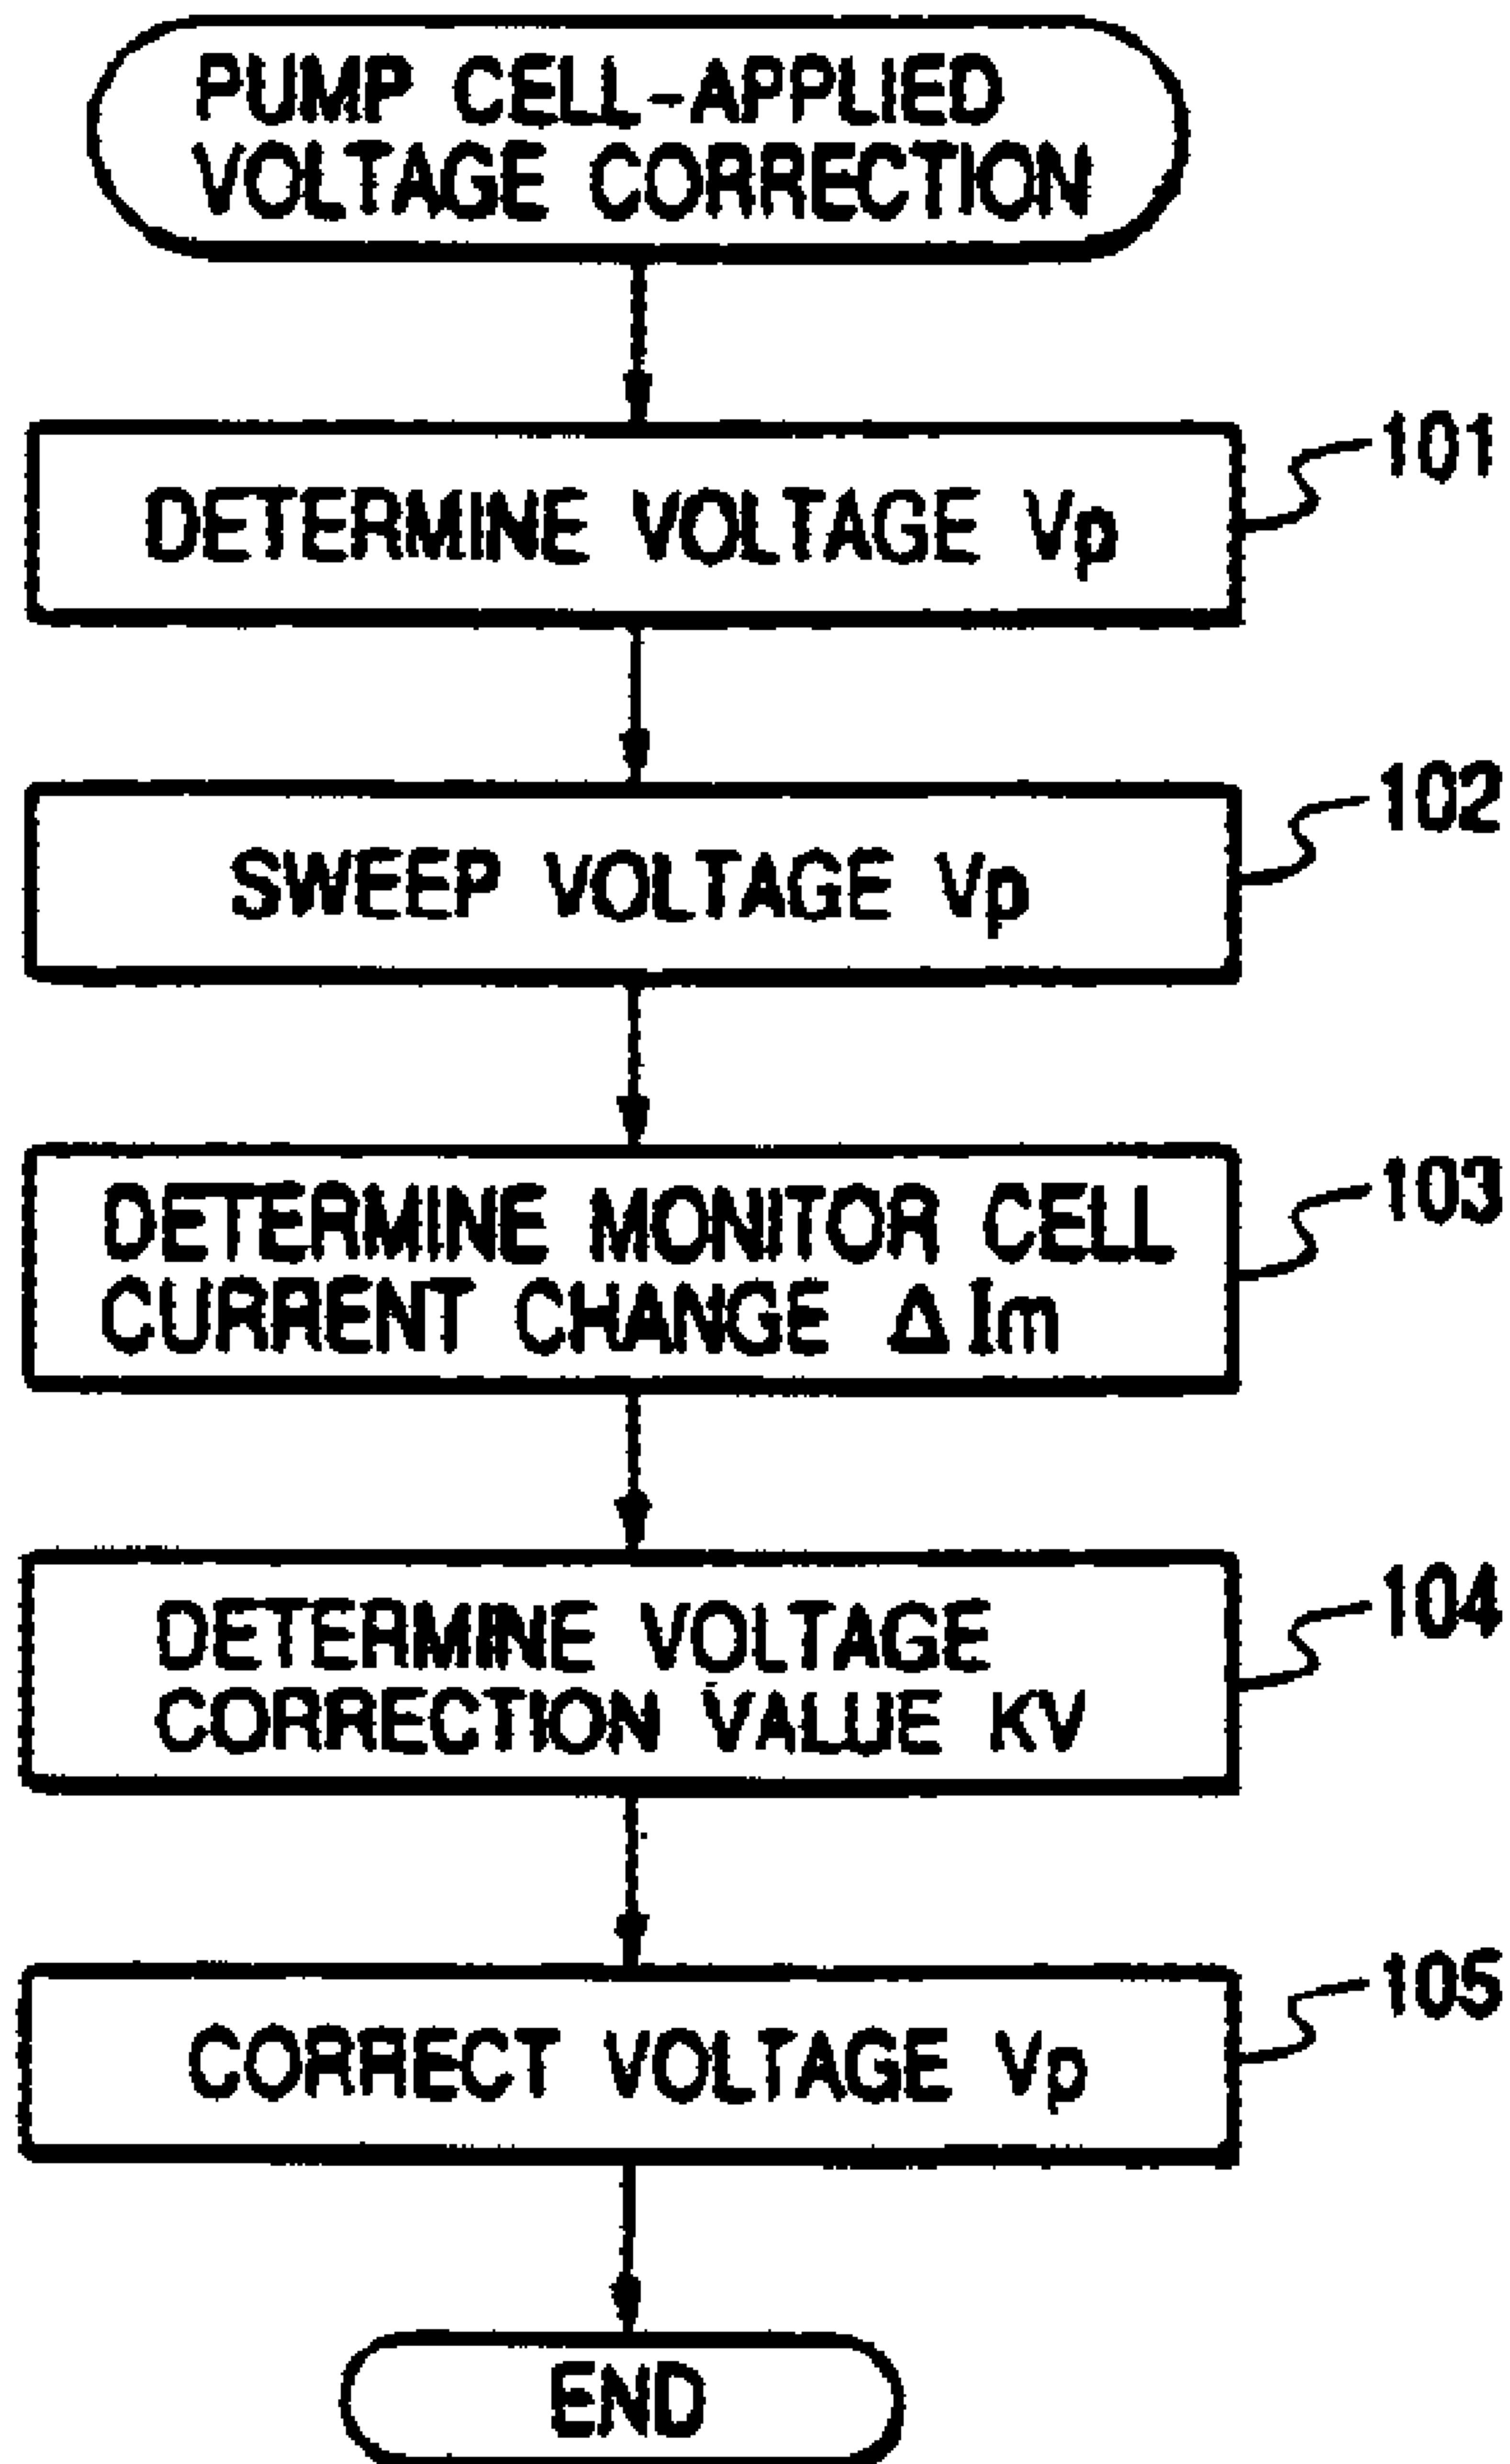 PUMP CELL-APPLIED
VOLTAGE CORRECTION
101
DETERMINE VOLTAGE Vp
102
SWEEP VOLTAGE Vp
103
DETERMINE MONITOR CELL
CURRENT CHANGE Δ Im
104
DETERMINE VOLTAGE
CORRECTION VALUE KV
105
CORRECT VOLTAGE Vp
END